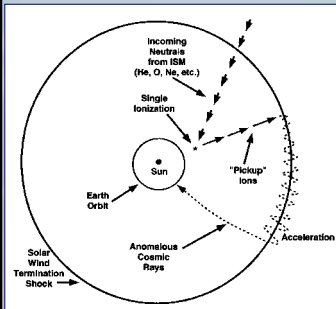 Incoming
Neutrals
from ISM
(He, O, Ne, etc.)
Single
Ionization
Sun
"Pickup"
Ions
Earth
Orbit
Anomalous
Cosmic
Rays
Acceleration
Solar
Wind
Termination
Shock